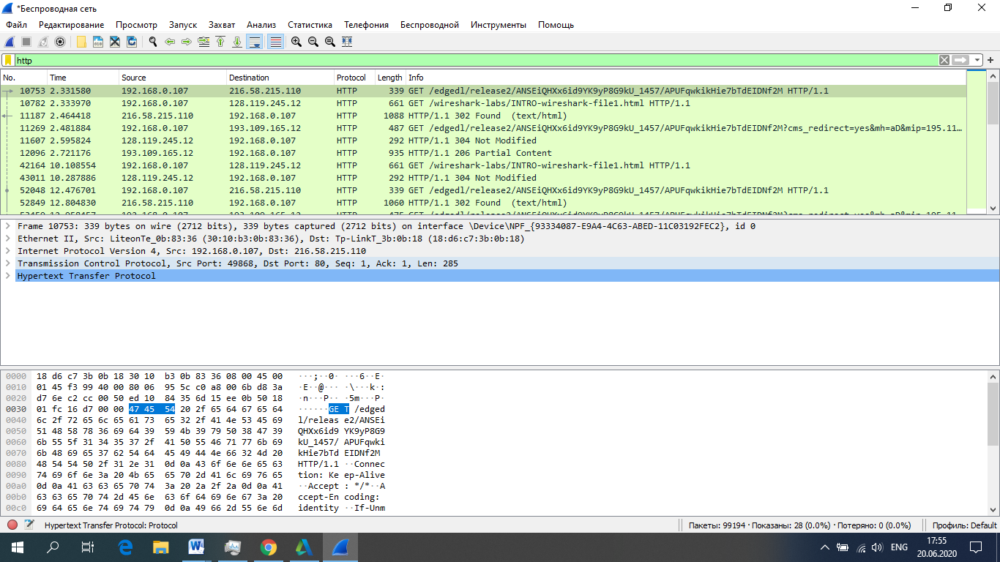 *Беспроводная сеть
Файл Редактирование Просмотр Запуск Захват Анализ Статистика Телефония Беспроводной Инструменты Помощь
http
No. Time Source Destination Protocol Length Info
10753 2.331580 192.168.0.107 216.58.215.110 HTTP 339 GET /edgedl/release2/ANSEiQHXx6id9YK9yP8G9kU_1457/APUFqwkikHie7bTdEIDNf2M HTTP/1.1
10782 2.333970 192.168.0.107 128.119.245.12 HTTP 661 GET /wireshark-labs/INTRO-wireshark-file1.html HTTP/1.1
11187 2.464418 216.58.215.110 192.168.0.107 HTTP 1088 HTTP/1.1 302 Found (text/html)
11269 2.481884 192.168.0.107 193.109.165.12 HTTP 487 GET /edgedl/release2/ANSEiQHXx6id9YK9yP8G9kU_1457/APUFqwkikHie7bTdEIDNf2M?cms_redirect=yes&mh=aD&mip=195.11…
11607 2.595824 128.119.245.12 192.168.0.107 HTTP 292 HTTP/1.1 304 Not Modified
12096 2.721176 193.109.165.12 192.168.0.107 HTTP 935 HTTP/1.1 206 Partial Content
42164 10.108554 192.168.0.107 128.119.245.12 HTTP 661 GET /wireshark-labs/INTRO-wireshark-file1.html HTTP/1.1
43011 10.287886 128.119.245.12 192.168.0.107 HTTP 292 HTTP/1.1 304 Not Modified
52048 12.476701 192.168.0.107 216.58.215.110 HTTP 339 GET /edgedl/release2/ANSEiQHXx6id9YK9yP8G9kU_1457/APUFqwkikHie7bTdEIDNf2M HTTP/1.1
52849 12.804830 216.58.215.110 192.168.0.107 HTTP 1060 HTTP/1.1 302 Found (text/html)
Frame 10753: 339 bytes on wire (2712 bits), 339 bytes captured (2712 bits) on interface \Device\NPF_{93334087-E9A4-4C63-ABED-11C03192FEC2}, id 0
Ethernet II, Src: LiteonTe_0b:83:36 (30:10:b3:0b:83:36), Dst: Tp-LinkT_3b:0b:18 (18:d6:c7:3b:0b:18)
Internet Protocol Version 4, Src: 192.168.0.107, Dst: 216.58.215.110
Transmission Control Protocol, Src Port: 49868, Dst Port: 80, Seq: 1, Ack: 1, Len: 285
Hypertext Transfer Protocol
0000 18 d6 c7 3b 0b 18 30 10 b3 0b 83 36 08 00 45 00 ···;··0· ···6··E·
0010 01 45 f3 99 40 00 80 06 95 5c c0 a8 00 6b d8 3a ·E··@··· ·\···k·:
0020 d7 6e c2 cc 00 50 ed 10 84 35 6d 15 ee 0b 50 18 ·n···P·· ·5m···P·
0030 01 fc 16 d7 00 00 47 45 54 20 2f 65 64 67 65 64 ······GE T /edged
0040 6c 2f 72 65 6c 65 61 73 65 32 2f 41 4e 53 45 69 l/releas e2/ANSEi
0050 51 48 58 78 36 69 64 39 59 4b 39 79 50 38 47 39 QHXx6id9 YK9yP8G9
0060 6b 55 5f 31 34 35 37 2f 41 50 55 46 71 77 6b 69 kU_1457/ APUFqwki
0070 6b 48 69 65 37 62 54 64 45 49 44 4e 66 32 4d 20 kHie7bTd EIDNf2M
0080 48 54 54 50 2f 31 2e 31 0d 0a 43 6f 6e 6e 65 63 HTTP/1.1 ··Connec
0090 74 69 6f 6e 3a 20 4b 65 65 70 2d 41 6c 69 76 65 tion: Ke ep-Alive
00a0 0d 0a 41 63 63 65 70 74 3a 20 2a 2f 2a 0d 0a 41 ··Accept : */*··A
00b0 63 63 65 70 74 2d 45 6e 63 6f 64 69 6e 67 3a 20 ccept-En coding:
00c0 69 64 65 6e 74 69 74 79 0d 0a 49 66 2d 55 6e 6d identity ··If-Unm
Hypertext Transfer Protocol: Protocol Пакеты: 99194 · Показаны: 28 (0.0%) · Потеряно: 0 (0.0%) Профиль: Default
ENG 17:55
20.06.2020